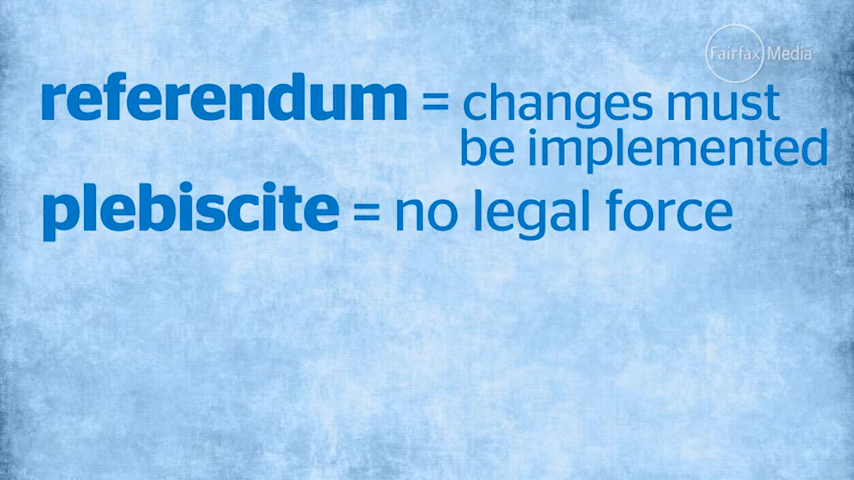 Fairfax Media
referendum = changes must
be implemented
plebiscite = no legal force